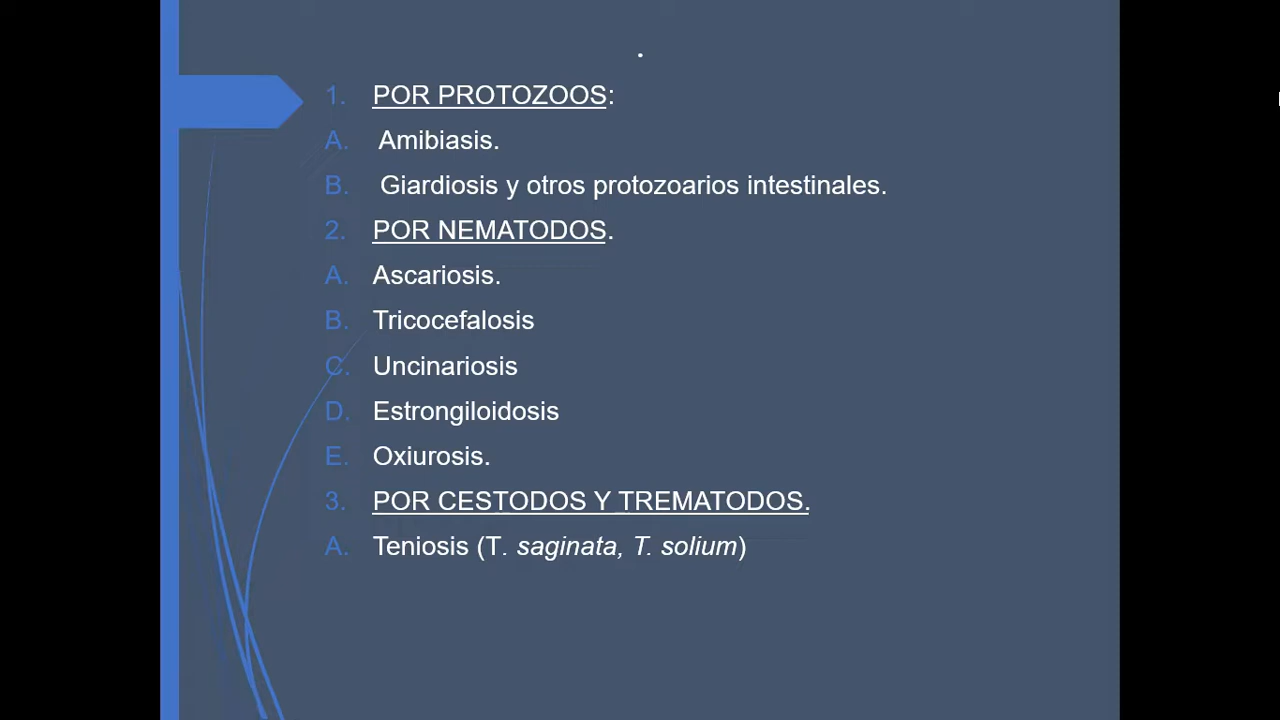 .
1. POR PROTOZOOS:
A. Amibiasis.
B. Giardiosis y otros protozoarios intestinales.
2. POR NEMATODOS.
A. Ascariosis.
B. Tricocefalosis
C. Uncinariosis
D. Estrongiloidosis
E. Oxiurosis.
3. POR CESTODOS Y TREMATODOS.
A. Teniosis (T. saginata, T. solium)